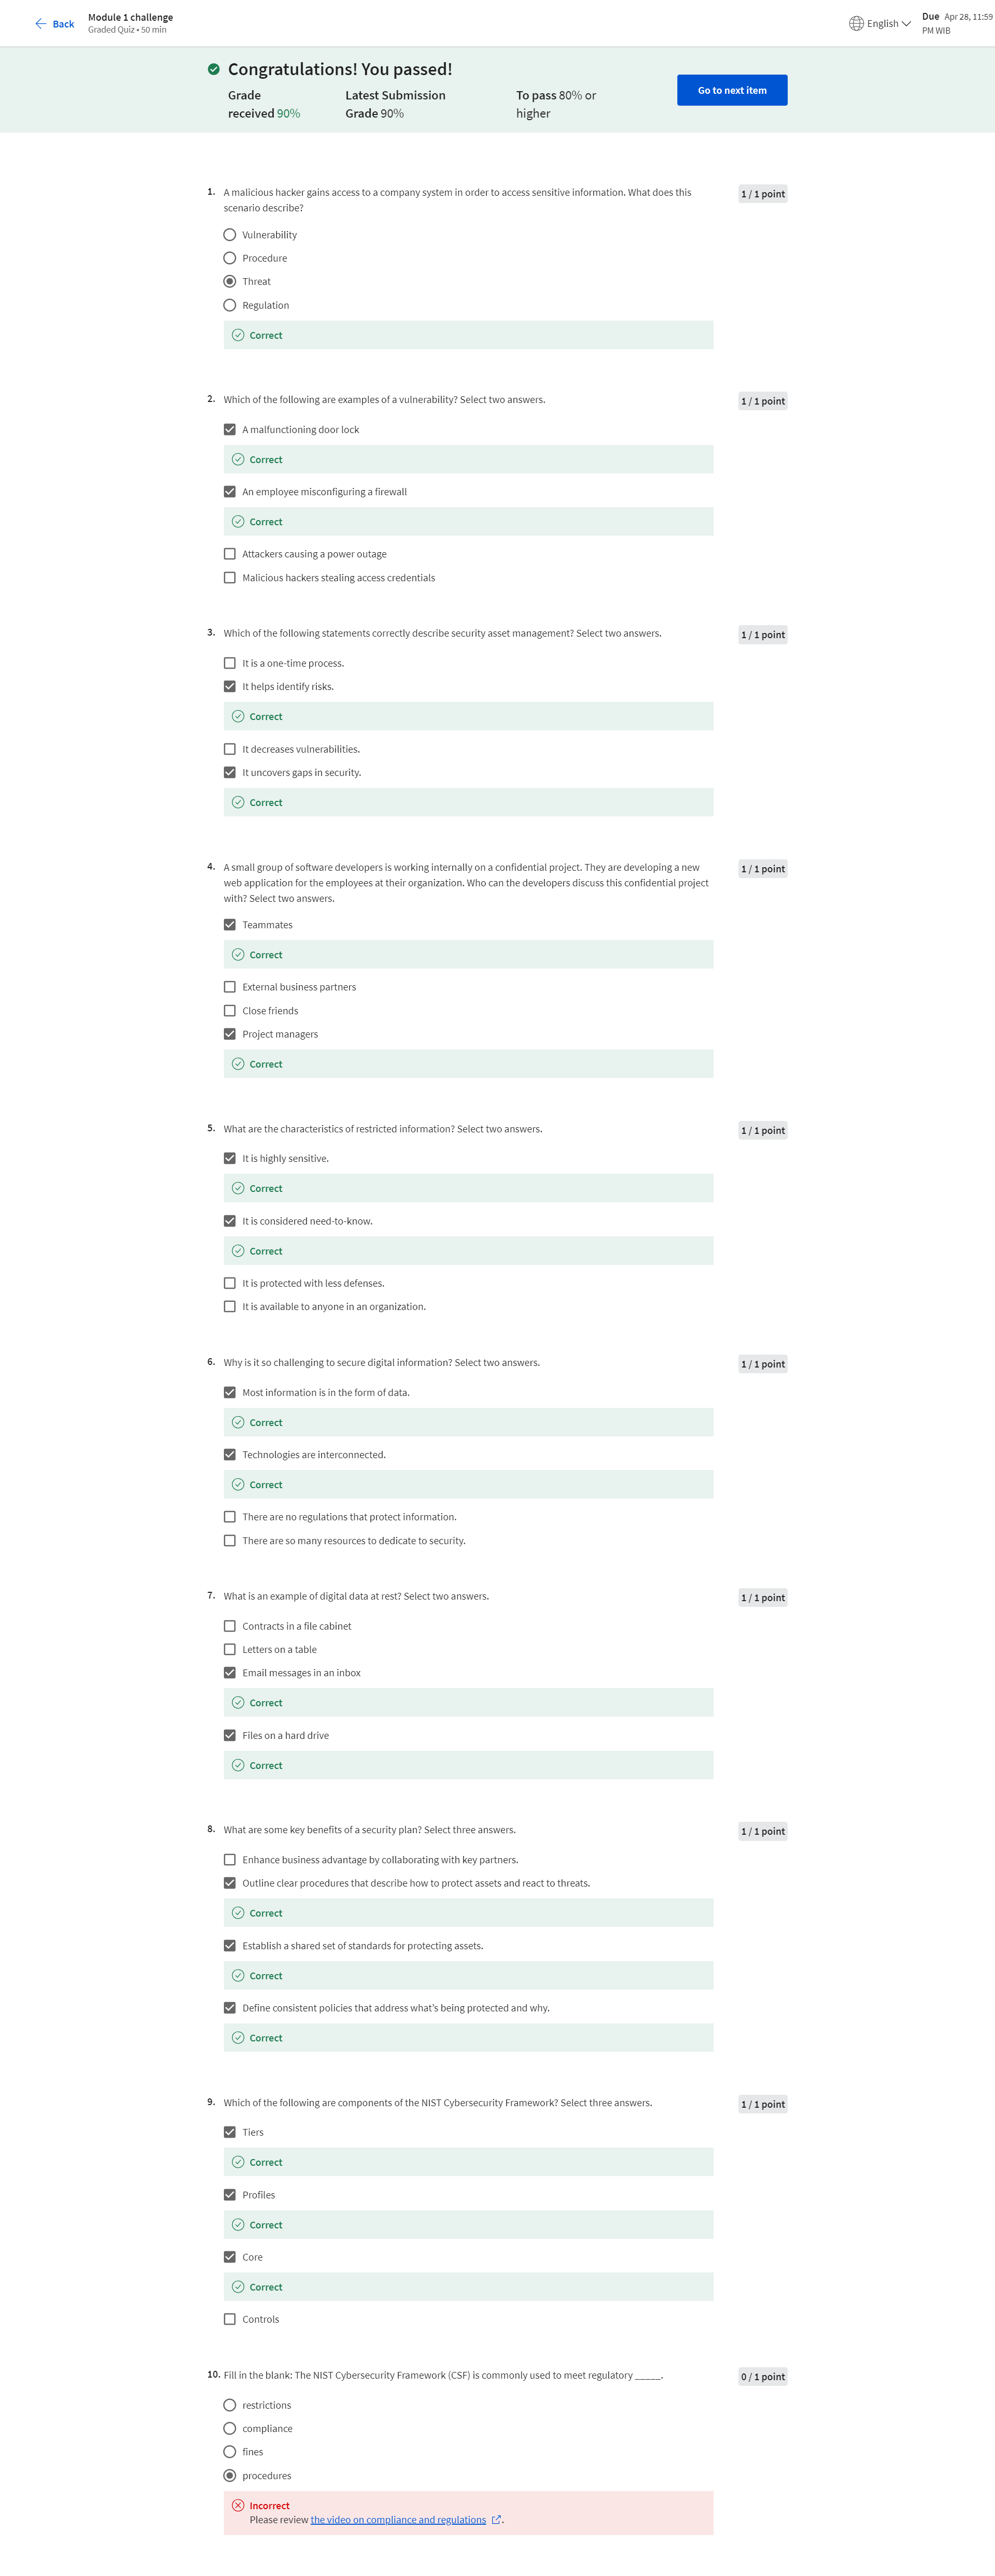 Back
Module 1 challenge
Graded Quiz • 50 min
English
Due Apr 28, 11:59
PM WIB
Congratulations! You passed!
Grade
received 90%
Latest Submission
Grade 90%
To pass 80% or
higher
Go to next item
1. A malicious hacker gains access to a company system in order to access sensitive information. What does this
scenario describe?
1 / 1 point
Vulnerability
Procedure
Threat
Regulation
Correct
2. Which of the following are examples of a vulnerability? Select two answers.
1 / 1 point
A malfunctioning door lock
Correct
An employee misconfiguring a firewall
Correct
Attackers causing a power outage
Malicious hackers stealing access credentials
3. Which of the following statements correctly describe security asset management? Select two answers.
1 / 1 point
It is a one-time process.
It helps identify risks.
Correct
It decreases vulnerabilities.
It uncovers gaps in security.
Correct
4. A small group of software developers is working internally on a confidential project. They are developing a new
web application for the employees at their organization. Who can the developers discuss this confidential project
with? Select two answers.
1 / 1 point
Teammates
Correct
External business partners
Close friends
Project managers
Correct
5. What are the characteristics of restricted information? Select two answers.
1 / 1 point
It is highly sensitive.
Correct
It is considered need-to-know.
Correct
It is protected with less defenses.
It is available to anyone in an organization.
6. Why is it so challenging to secure digital information? Select two answers.
1 / 1 point
Most information is in the form of data.
Correct
Technologies are interconnected.
Correct
There are no regulations that protect information.
There are so many resources to dedicate to security.
7. What is an example of digital data at rest? Select two answers.
1 / 1 point
Contracts in a file cabinet
Letters on a table
Email messages in an inbox
Correct
Files on a hard drive
Correct
8. What are some key benefits of a security plan? Select three answers.
1 / 1 point
Enhance business advantage by collaborating with key partners.
Outline clear procedures that describe how to protect assets and react to threats.
Correct
Establish a shared set of standards for protecting assets.
Correct
Define consistent policies that address what's being protected and why.
Correct
9. Which of the following are components of the NIST Cybersecurity Framework? Select three answers.
1 / 1 point
Tiers
Correct
Profiles
Correct
Core
Correct
Controls
10. Fill in the blank: The NIST Cybersecurity Framework (CSF) is commonly used to meet regulatory _____.
0 / 1 point
restrictions
compliance
fines
procedures
Incorrect
Please review the video on compliance and regulations .